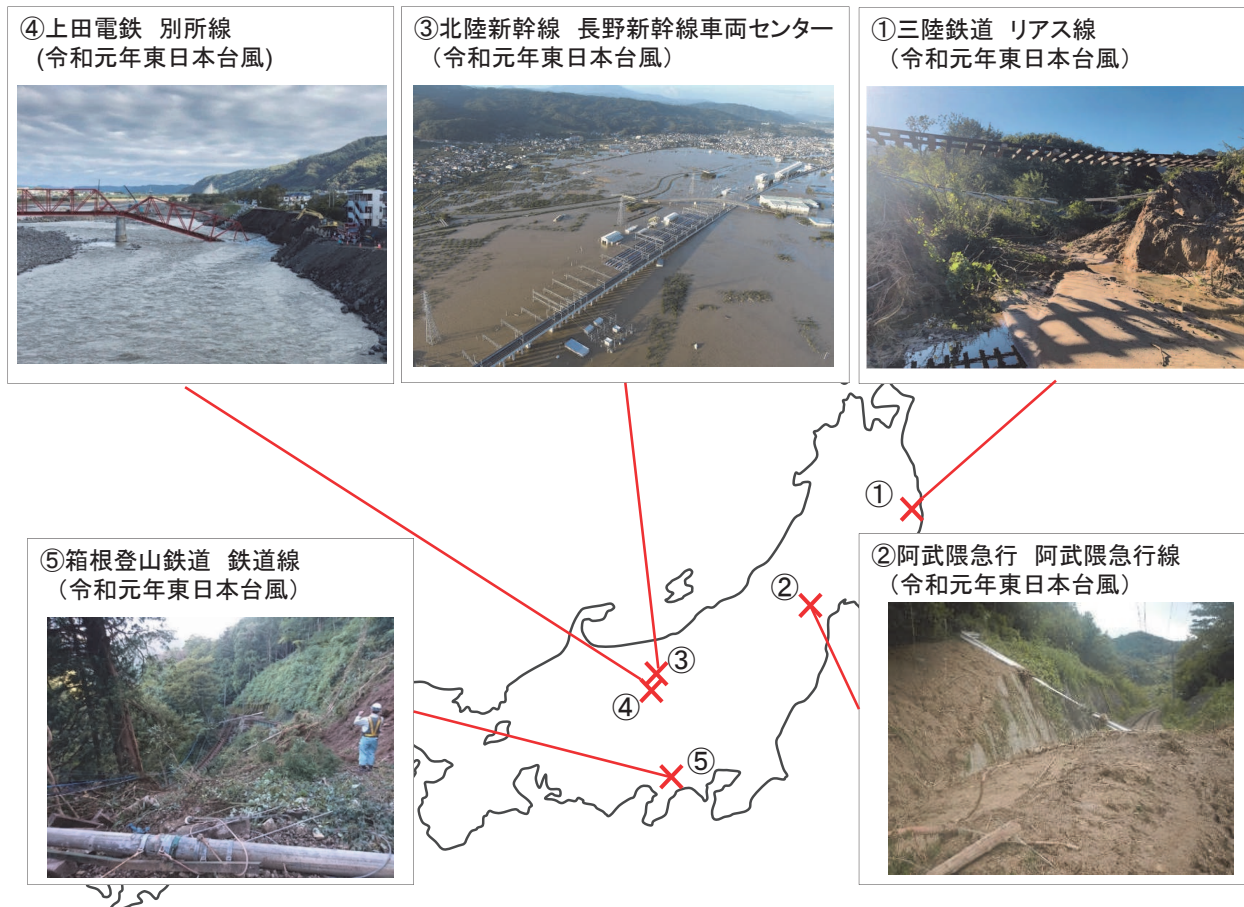 ④上田電鉄 別所線
(令和元年東日本台風)
③北陸新幹線 長野新幹線車両センター
（令和元年東日本台風）
①三陸鉄道 リアス線
（令和元年東日本台風）
①
⑤箱根登山鉄道 鉄道線
（令和元年東日本台風）
②阿武隈急行 阿武隈急行線
（令和元年東日本台風）
②
③
④
⑤